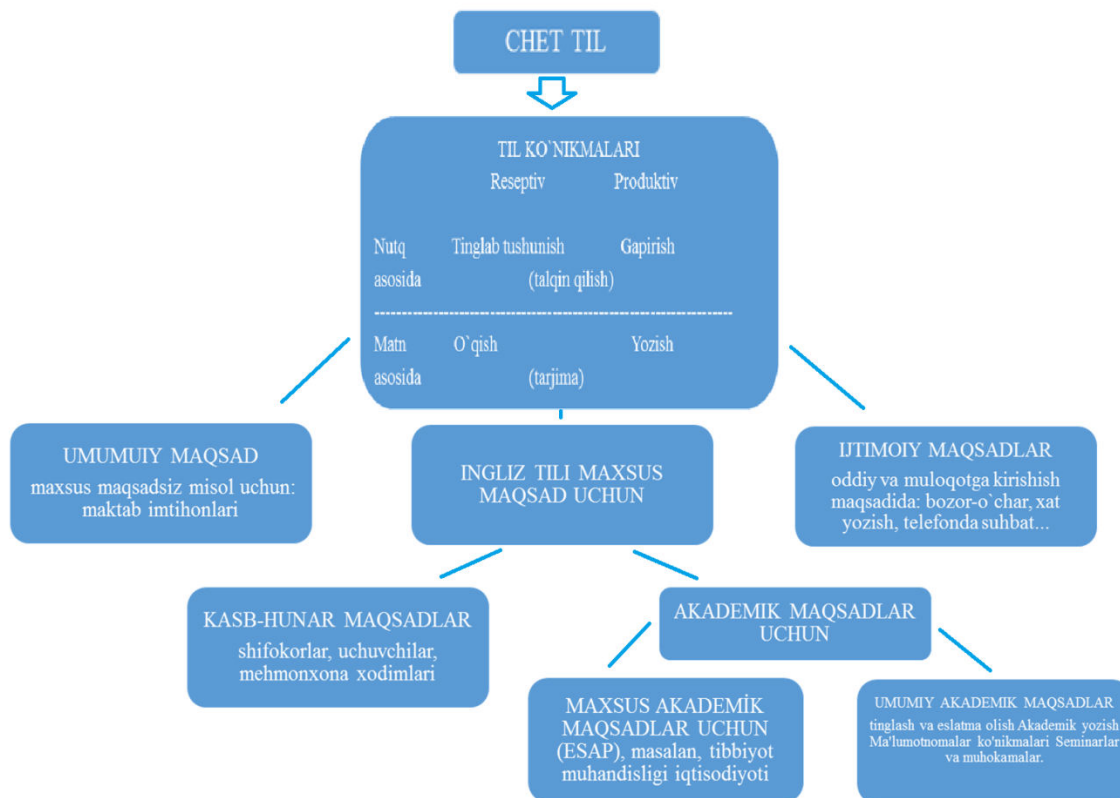 CHET TIL
TIL KO`NIKMALARI
Reseptiv Produktiv
Nutq Tinglab tushunish Gapirish
asosida (talqin qilish)
Matn O`qish Yozish
asosida (tarjima)
UMUMUIY MAQSAD
maxsus maqsadsiz misol uchun:
maktab imtihonlari
INGLIZ TILI MAXSUS
MAQSAD UCHUN
IJTIMOIY MAQSADLAR
oddiy va muloqotga kirishish
maqsadida: bozor-o`char, xat
yozish, telefonda suhbat...
KASB-HUNAR MAQSADLAR
shifokorlar, uchuvchilar,
mehmonxona xodimlari
AKADEMIK MAQSADLAR
UCHUN
MAXSUS AKADEMİK
MAQSADLAR UCHUN
(ESAP), masalan, tibbiyot
muhandisligi iqtisodiyoti
UMUMIY AKADEMIK MAQSADLAR
tinglash va eslatma olish Akademik yozish
Ma'lumotnomalar ko'nikmalari Seminarlar
va muhokamalar.